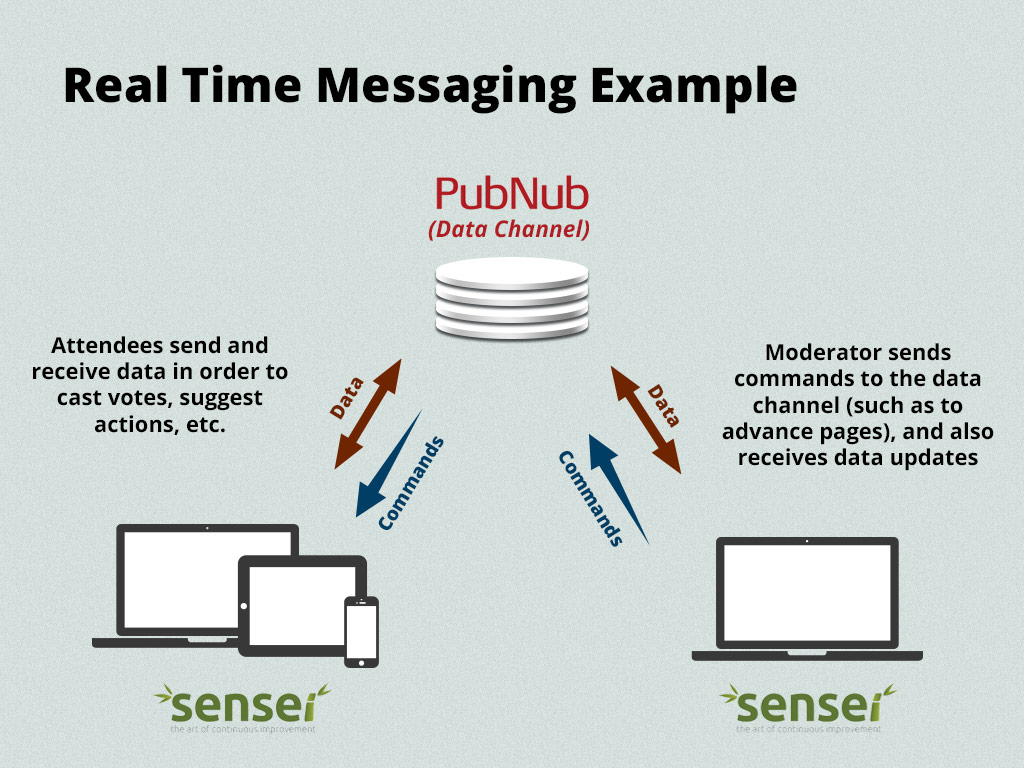 Real Time Messaging Example
PubNub
(Data Channel)
Attendees send and
receive data in order to
cast votes, suggest
actions, etc.
Data
Commands
Data
Commands
Moderator sends
commands to the data
channel (such as to
advance pages), and also
receives data updates
sensei
the art of continuous improvement
sensei
the art of continuous improvement